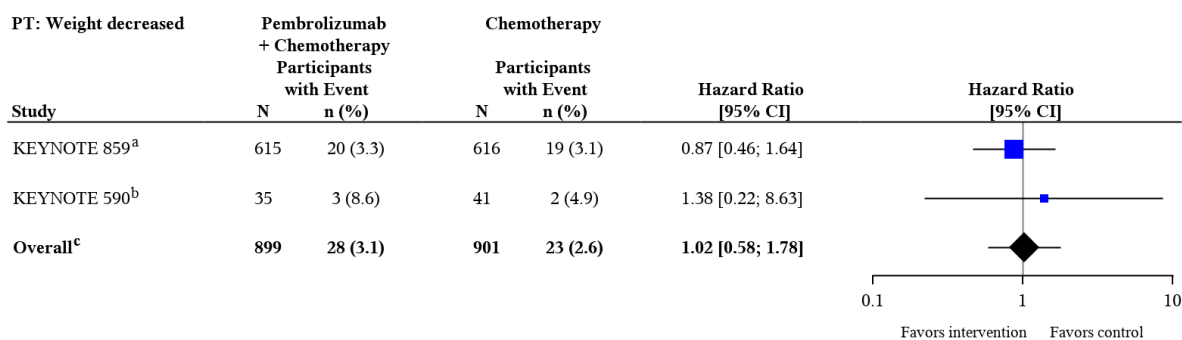 PT: Weight decreased Pembrolizumab Chemotherapy
+ Chemotherapy
Participants Participants
with Event with Event Hazard Ratio Hazard Ratio
Study N n (%) N n (%) [95% CI] [95% CI]
KEYNOTE 859a 615 20 (3.3) 616 19 (3.1) 0.87 [0.46; 1.64]
KEYNOTE 590b 35 3 (8.6) 41 2 (4.9) 1.38 [0.22; 8.63]
Overallc 899 28 (3.1) 901 23 (2.6) 1.02 [0.58; 1.78]
0.1 1 10
Favors intervention Favors control